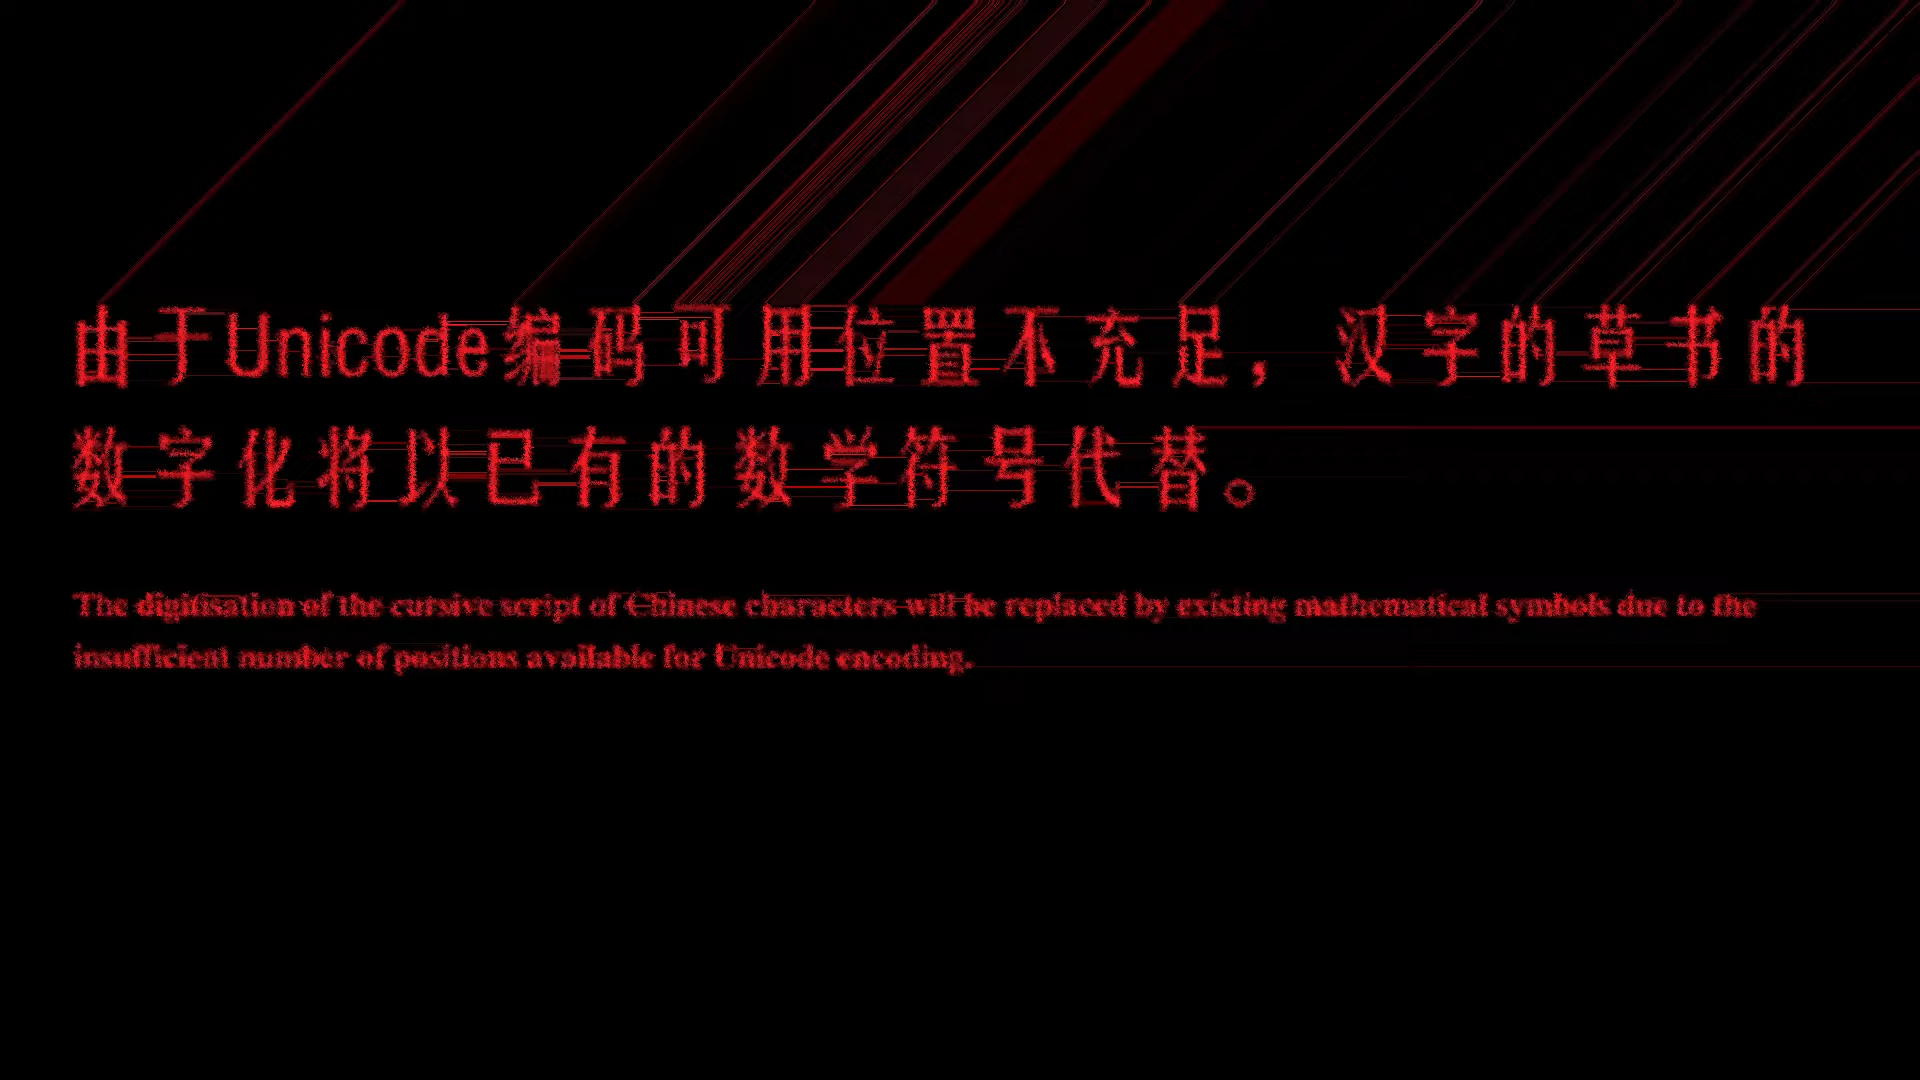 由于Unicode编码可用位置不充足，汉字的草书的
数字化将以已有的数学符号代替。
The digitisation of the cursive script of Chinese characters will be replaced by existing mathematical symbols due to the
insufficient number of positions available for Unicode encoding.